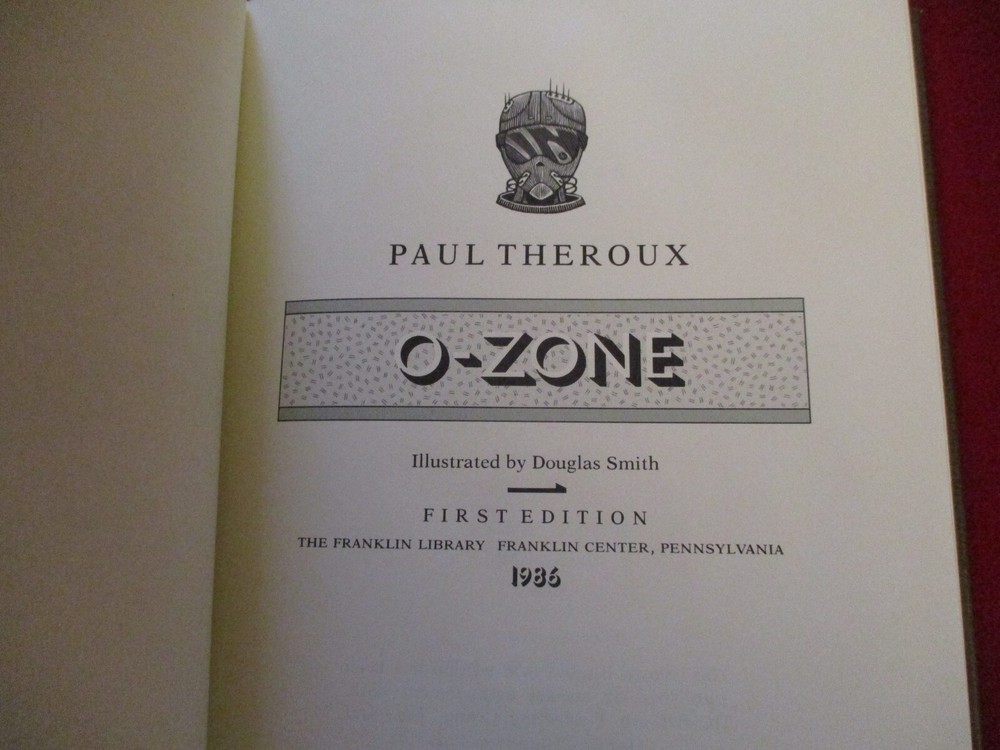 PAUL THEROUX
O-ZONE
Illustrated by Douglas Smith
FIRST EDITION
THE FRANKLIN LIBRARY FRANKLIN CENTER, PENNSYLVANIA
1986